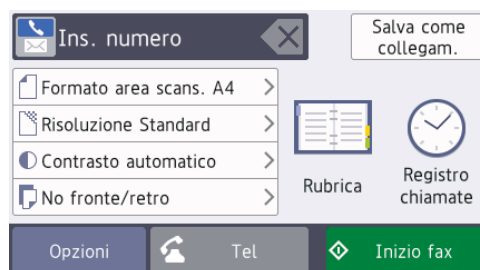 Ins. numero
Salva come
collegam.
Formato area scans. A4
Risoluzione Standard
Contrasto automatico
No fronte/retro
Rubrica
Registro
chiamate
Opzioni
Tel
Inizio fax